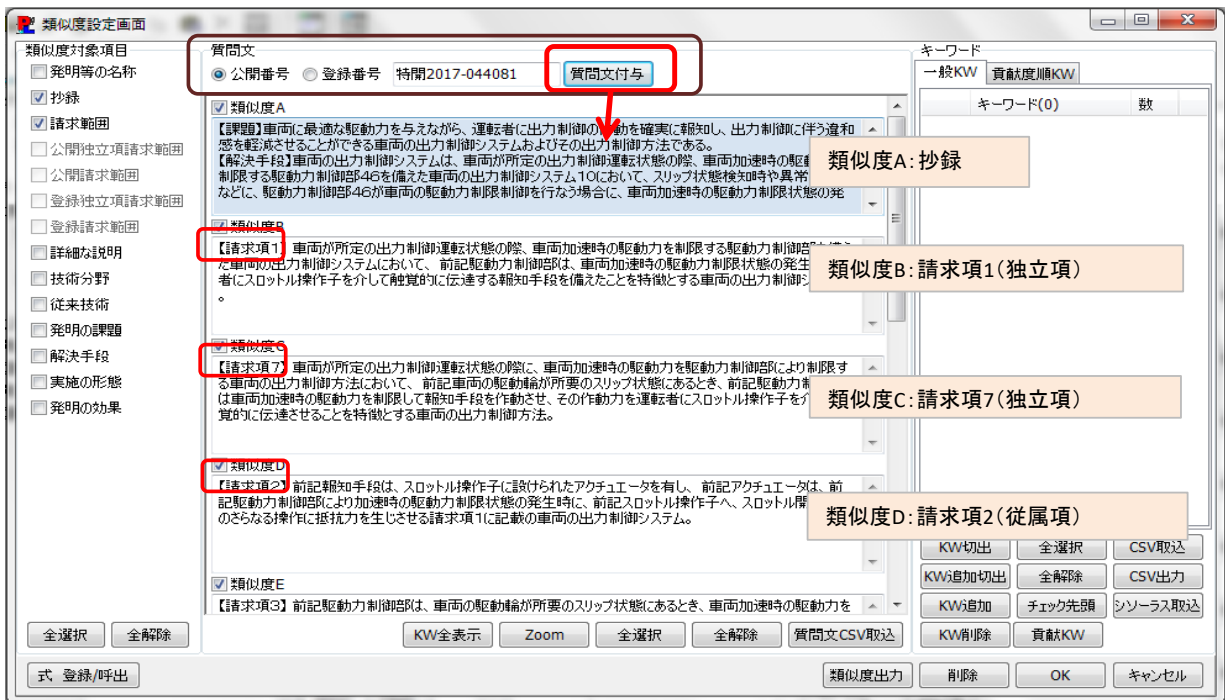 類似度設定画面
類似度対象項目
発明等の名称
抄録
請求範囲
公開独立項請求範囲
公開請求範囲
登録独立項請求範囲
登録請求範囲
詳細な説明
技術分野
従来技術
発明の課題
解決手段
実施の形態
発明の効果
全選択 全解除
式 登録/呼出
質問文
公開番号 登録番号 特開2017-044081 質問文付与
類似度A
【課題】車両に最適な駆動力を与えながら、運転者に出力制御の 動を確実に報知し、出力制御に伴う違和
感を軽減させることができる車両の出力制御システムおよびその出力制御方法である。
【解決手段】車両の出力制御システムは、車両が所定の出力制御運転状態の際、車両加速時の駆動
制限する駆動力制御部46を備えた車両の出力制御システム10において、スリップ状態検知時や異常
などに、駆動力制御部46が車両の駆動力制限制御を行なう場合に、車両加速時の駆動力制限状態の発
類似度A:抄録
類似度B
【請求項1】 車両が所定の出力制御運転状態の際、車両加速時の駆動力を制限する駆動力制御部を備え
た車両の出力制御システムにおいて、 前記駆動力制御部は、車両加速時の駆動力制限状態の発生
者にスロットル操作子を介して触覚的に伝達する報知手段を備えたことを特徴とする車両の出力制御シ
。
類似度B:請求項1(独立項)
類似度C
【請求項7】 車両が所定の出力制御運転状態の際に、車両加速時の駆動力を駆動力制御部により制限す
る車両の出力制御方法において、 前記車両の駆動輪が所要のスリップ状態にあるとき、前記駆動力制
は車両加速時の駆動力を制限して報知手段を作動させ、その作動力を運転者にスロットル操作子を介
覚的に伝達させることを特徴とする車両の出力制御方法。
類似度C:請求項7(独立項)
類似度D
【請求項2】 前記報知手段は、スロットル操作子に設けられたアクチュエータを有し、 前記アクチュエータは、前
記駆動力制御部により加速時の駆動力制限状態の発生時に、前記スロットル操作子へ、スロットル開
のさらなる操作に抵抗力を生じさせる請求項1に記載の車両の出力制御システム。
類似度D:請求項2(従属項)
類似度E
【請求項3】 前記駆動力制御部は、車両の駆動輪が所要のスリップ状態にあるとき、車両加速時の駆動力を
KW全表示 Zoom 全選択 全解除 質問文CSV取込
キーワード
一般KW 貢献度順KW
キーワード(0) 数
KW切出 全選択 CSV取込
KW追加切出 全解除 CSV出力
KW追加 チェック先頭 シソーラス取込
KW削除 貢献KW
類似度出力 削除 OK キャンセル